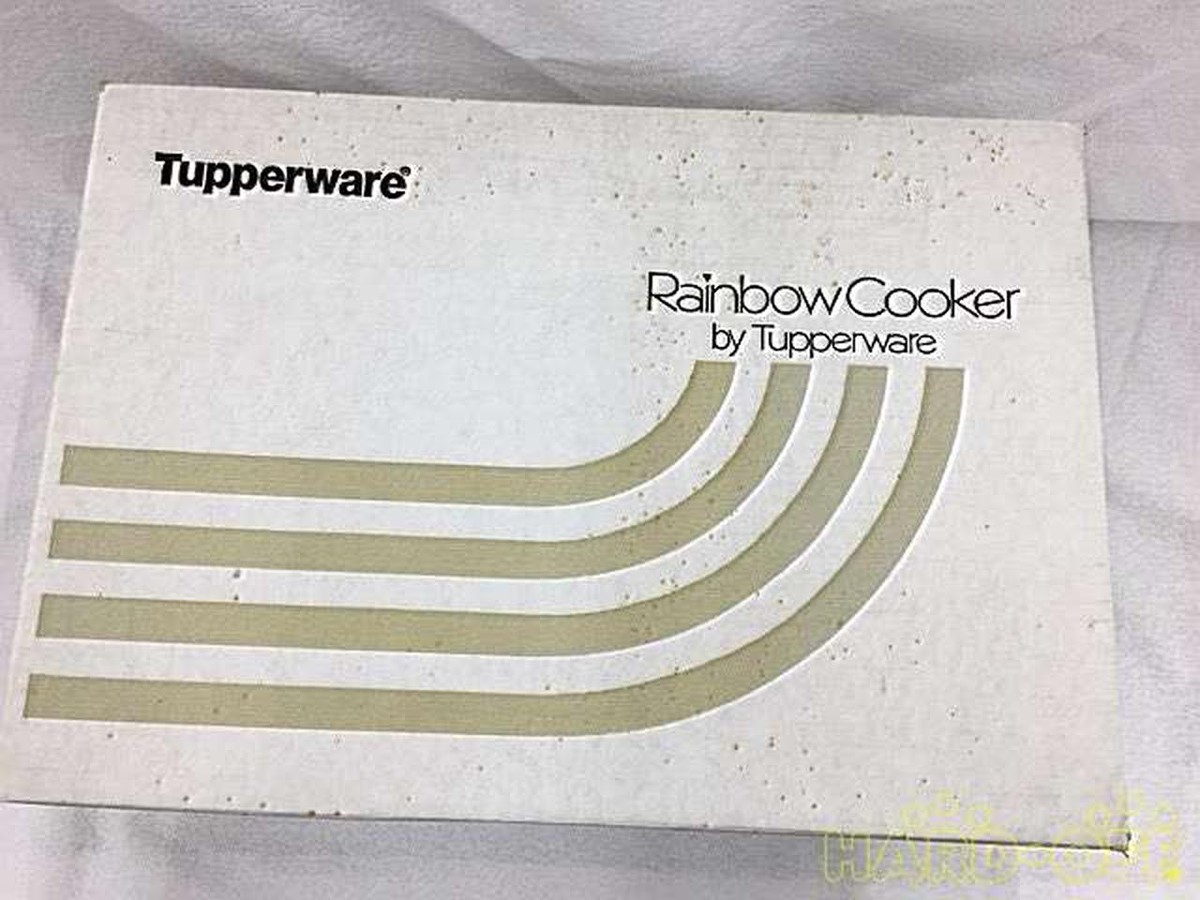 Tupperware®
Rainbow Cooker
by Tupperware
HARD-OFF